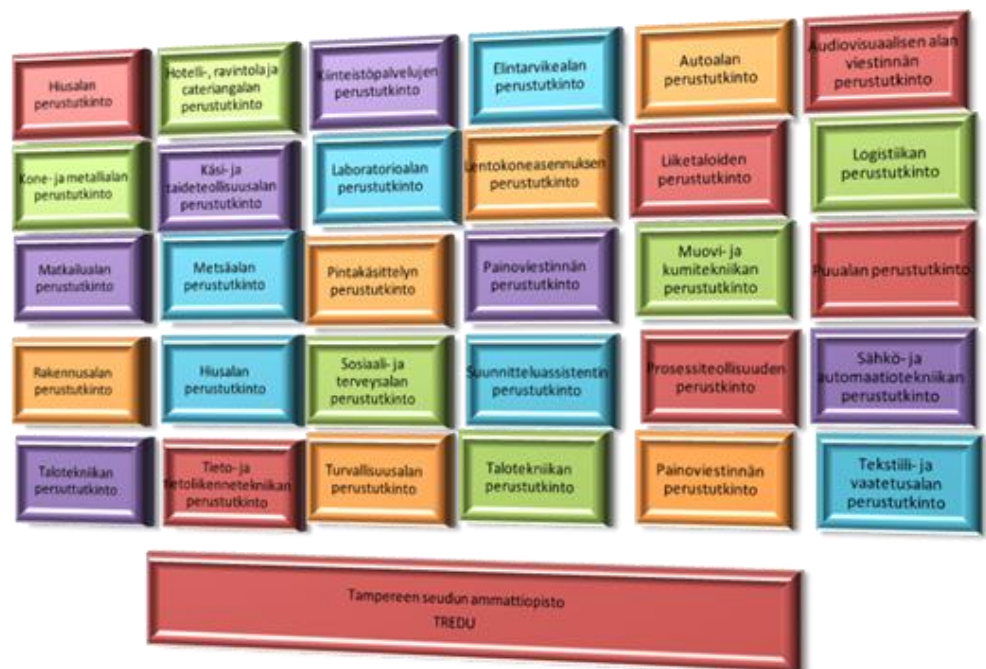 Hiusalan
perustutkinto
Hotelli-, ravintola ja
cateriangalan
perustutkinto
Kiinteistöpalvelujen
perustutkinto
Elintarvikealan
perustutkinto
Autoalan
perustutkinto
Audiovisuaalisen alan
viestinnän
perustutkinto
Kone- ja metallialan
perustutkinto
Käsi- ja
taideteollisuusalan
perustutkinto
Laboratorioalan
perustutkinto
Lentokoneasennuksen
perustutkinto
Liiketaloiden
perustutkinto
Logistiikan
perustutkinto
Matkailualan
perustutkinto
Metsäalan
perustutkinto
Pintakäsittelyn
perustutkinto
Painoviestinnän
perustutkinto
Muovi- ja
kumitekniikan
perustutkinto
Puualan perustutkinto
Rakennusalan
perustutkinto
Hiusalan
perustutkinto
Sosiaali- ja
terveysalan
perustutkinto
Suunnitteluassistentin
perustutkinto
Prosessiteollisuuden
perustkinto
Sähkö- ja
automaatiotekniikan
perustutkinto
Talotekniikan
persuttutkinto
Tieto- ja
tietoliikennetekniikan
perustutkinto
Turvallisuusalan
perustutkinto
Talotekniikan
perustutkinto
Painoviestinnän
perustutkinto
Tekstiili- ja
vaatetusalan
perustutkinto
Tampereen seudun ammattiopisto
TREDU